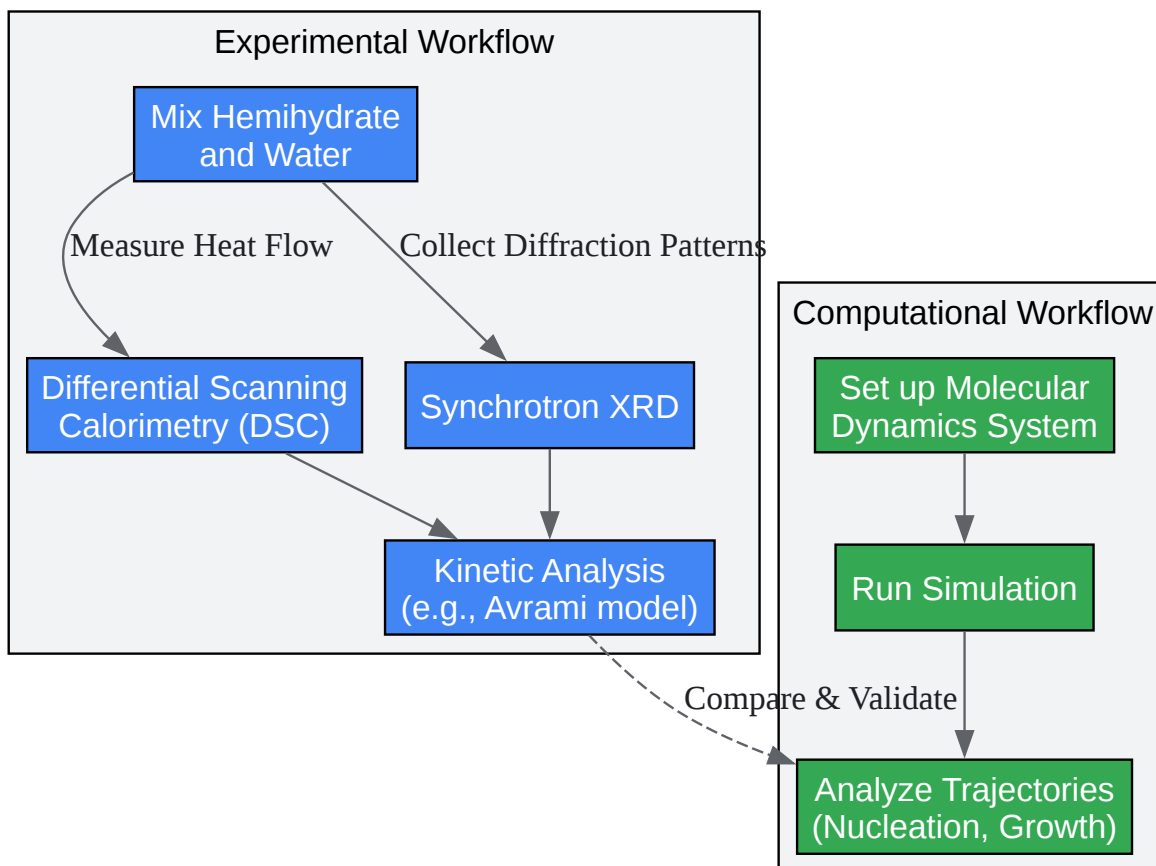 Experimental Workflow
Mix Hemihydrate
and Water
Measure Heat Flow
Collect Diffraction Patterns
Differential Scanning
Calorimetry (DSC)
Synchrotron XRD
Kinetic Analysis
(e.g., Avrami model)
Computational Workflow
Set up Molecular
Dynamics System
Run Simulation
Compare & Validate
Analyze Trajectories
(Nucleation, Growth)